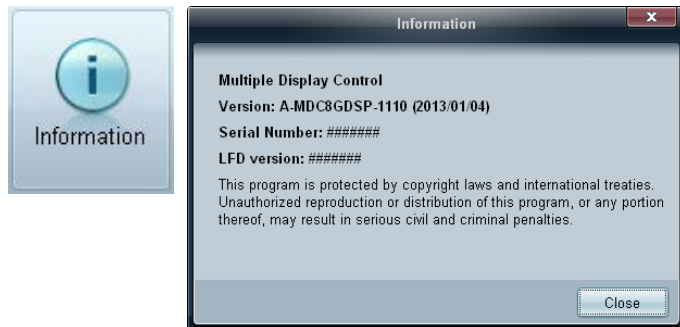 Information
Information
x
Multiple Display Control
Version: A-MDC8GDSP-1110 (2013/01/04)
Serial Number: #######
LFD version: #######
This program is protected by copyright laws and international treaties.
Unauthorized reproduction or distribution of this program, or any portion
thereof, may result in serious civil and criminal penalties.
Close